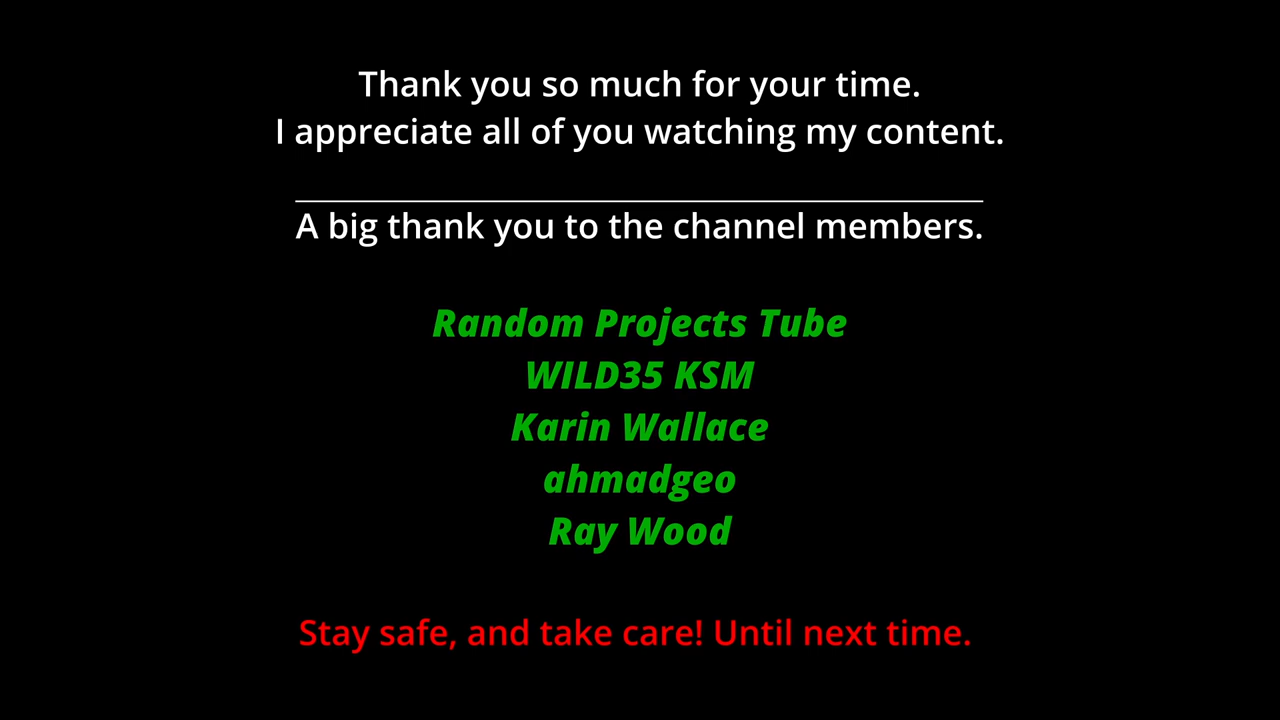 Thank you so much for your time.
I appreciate all of you watching my content.
A big thank you to the channel members.
Random Projects Tube
WILD35 KSM
Karin Wallace
ahmadgeo
Ray Wood
Stay safe, and take care! Until next time.